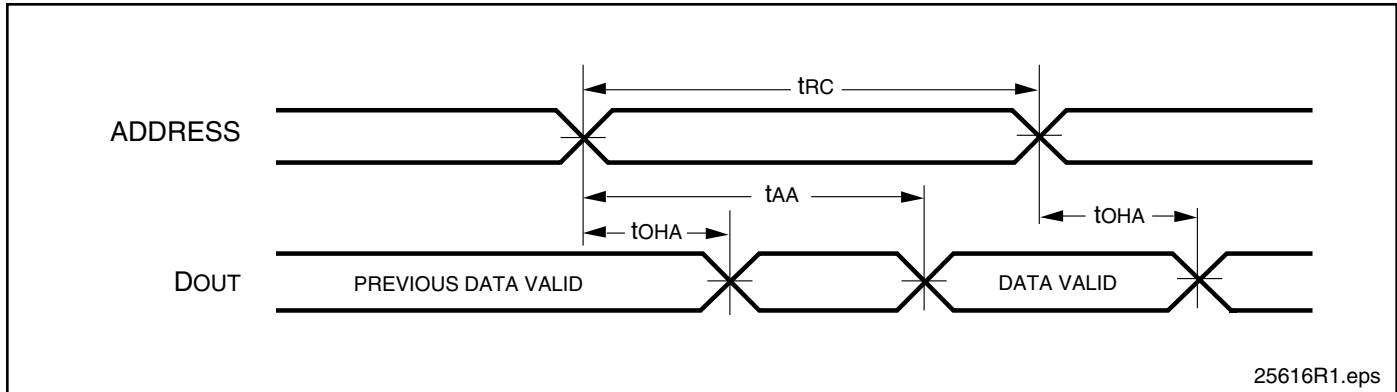 tRC
ADDRESS
tAA
tOHA
tOHA
DOUT
PREVIOUS DATA VALID
DATA VALID
25616R1.eps